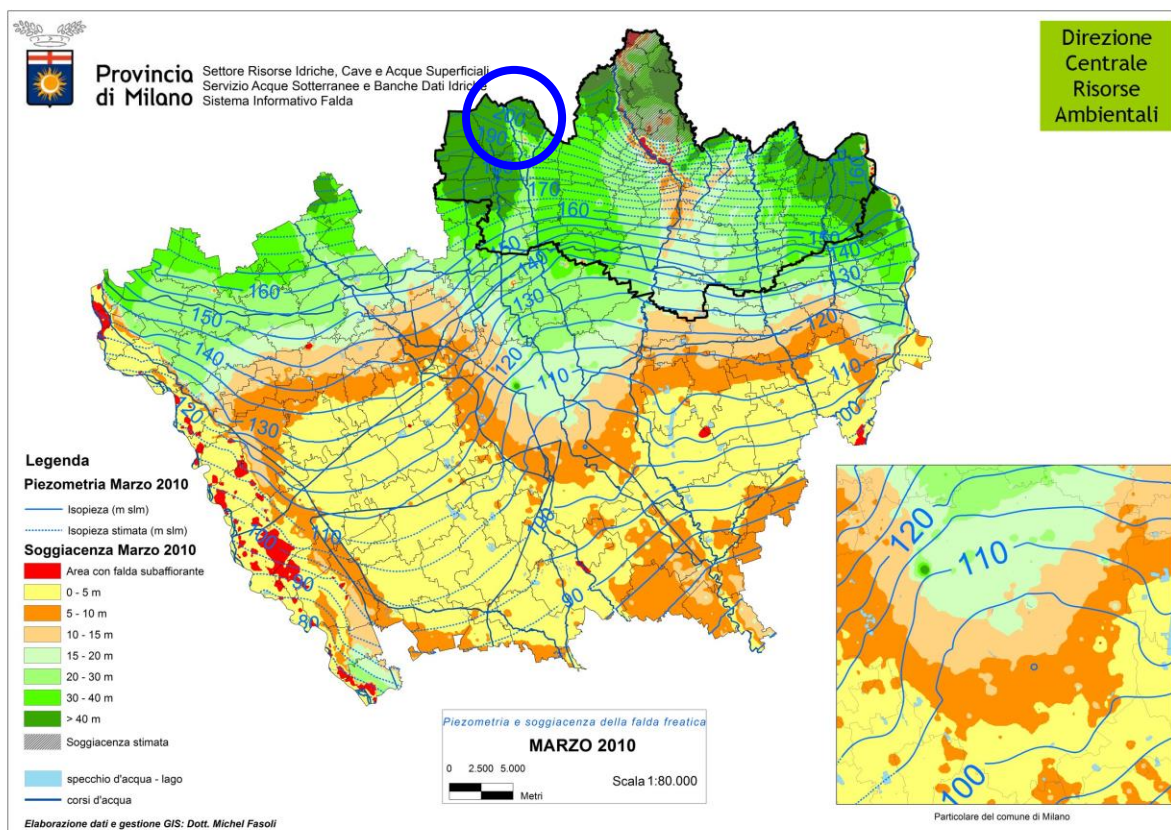 Provincia
di Milano
Settore Risorse Idriche, Cave e Acque Superficiali
Servizio Acque Sotterranee e Banche Dati Idriche
Sistema Informativo Falda
Direzione
Centrale
Risorse
Ambientali
200
190
170
160
160
150
140
130
150
140
30
160
150
140
130
120
120
120
110
110
100
110
100
100
90
90
80
Legenda
Piezometria Marzo 2010
Isopieza (m slm)
Isopieza stimata (m slm)
Soggiacenza Marzo 2010
Area con falda subaffiorante
0 - 5 m
5 - 10 m
10 - 15 m
15 - 20 m
20 - 30 m
30 - 40 m
> 40 m
Soggiacenza stimata
specchio d'acqua - lago
corsi d'acqua
Elaborazione dati e gestione GIS: Dott. Michel Fasoli
Piezometria e soggiacenza della falda freatica
MARZO 2010
0 2.500 5.000
Metri
Scala 1:80.000
120
110
100
Particolare del comune di Milano